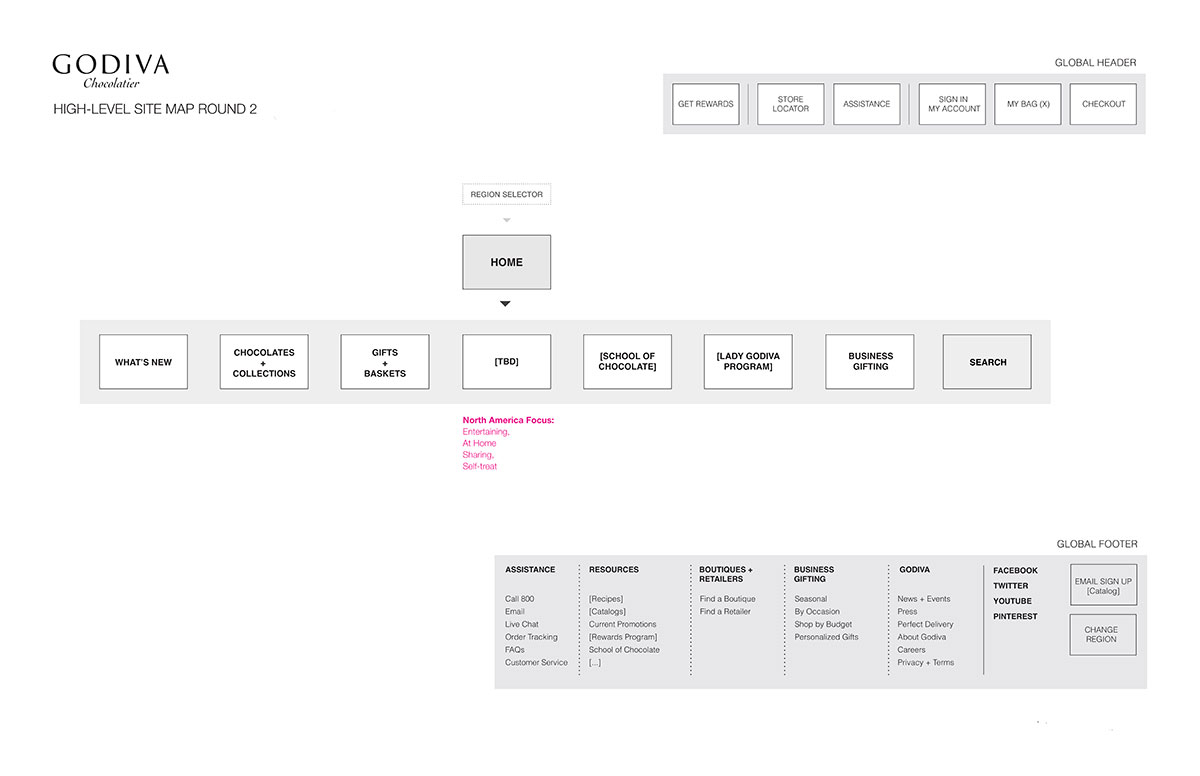 GODIVA
Chocolatier
HIGH-LEVEL SITE MAP ROUND 2
GLOBAL HEADER
GET REWARDS
STORE
LOCATOR
ASSISTANCE
SIGN IN
MY ACCOUNT
MY BAG (X)
CHECKOUT
REGION SELECTOR
HOME
WHAT'S NEW
CHOCOLATES
+
COLLECTIONS
GIFTS
+
BASKETS
[TBD]
[SCHOOL OF
CHOCOLATE]
[LADY GODIVA
PROGRAM]
BUSINESS
GIFTING
SEARCH
North America Focus:
Entertaining,
At Home
Sharing,
Self-treat
GLOBAL FOOTER
ASSISTANCE
Call 800
Email
Live Chat
Order Tracking
FAQs
Customer Service
RESOURCES
[Recipes]
[Catalogs]
Current Promotions
[Rewards Program]
School of Chocolate
[...]
BOUTIQUES +
RETAILERS
Find a Boutique
Find a Retailer
BUSINESS
GIFTING
Seasonal
By Occasion
Shop by Budget
Personalized Gifts
GODIVA
News + Events
Press
Perfect Delivery
About Godiva
Careers
Privacy + Terms
FACEBOOK
TWITTER
YOUTUBE
PINTEREST
EMAIL SIGN UP
[Catalog]
CHANGE
REGION